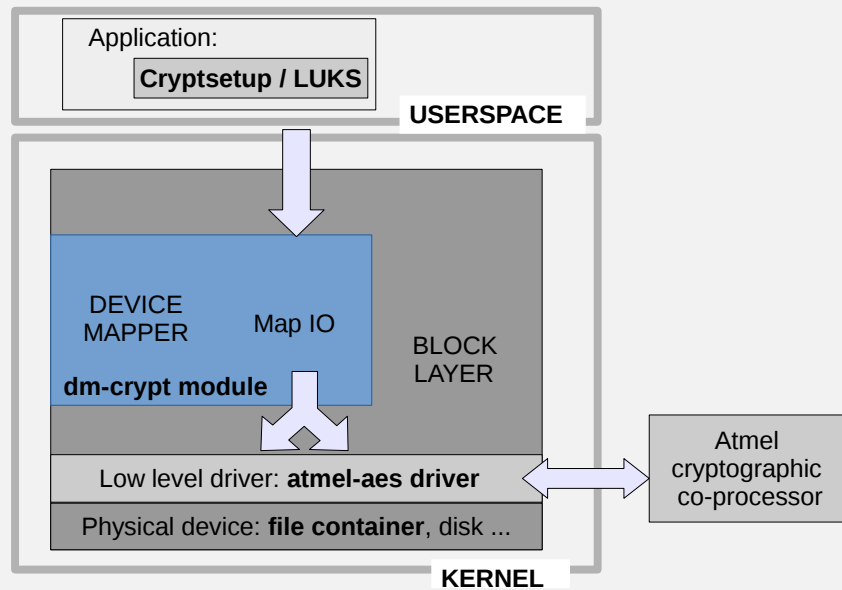 Application:
Cryptsetup / LUKS
USERSPACE
DEVICE
MAPPER
Map IO
dm-crypt module
BLOCK
LAYER
Low level driver: atmel-aes driver
Physical device: file container, disk ...
Atmel
cryptographic
co-processor
KERNEL